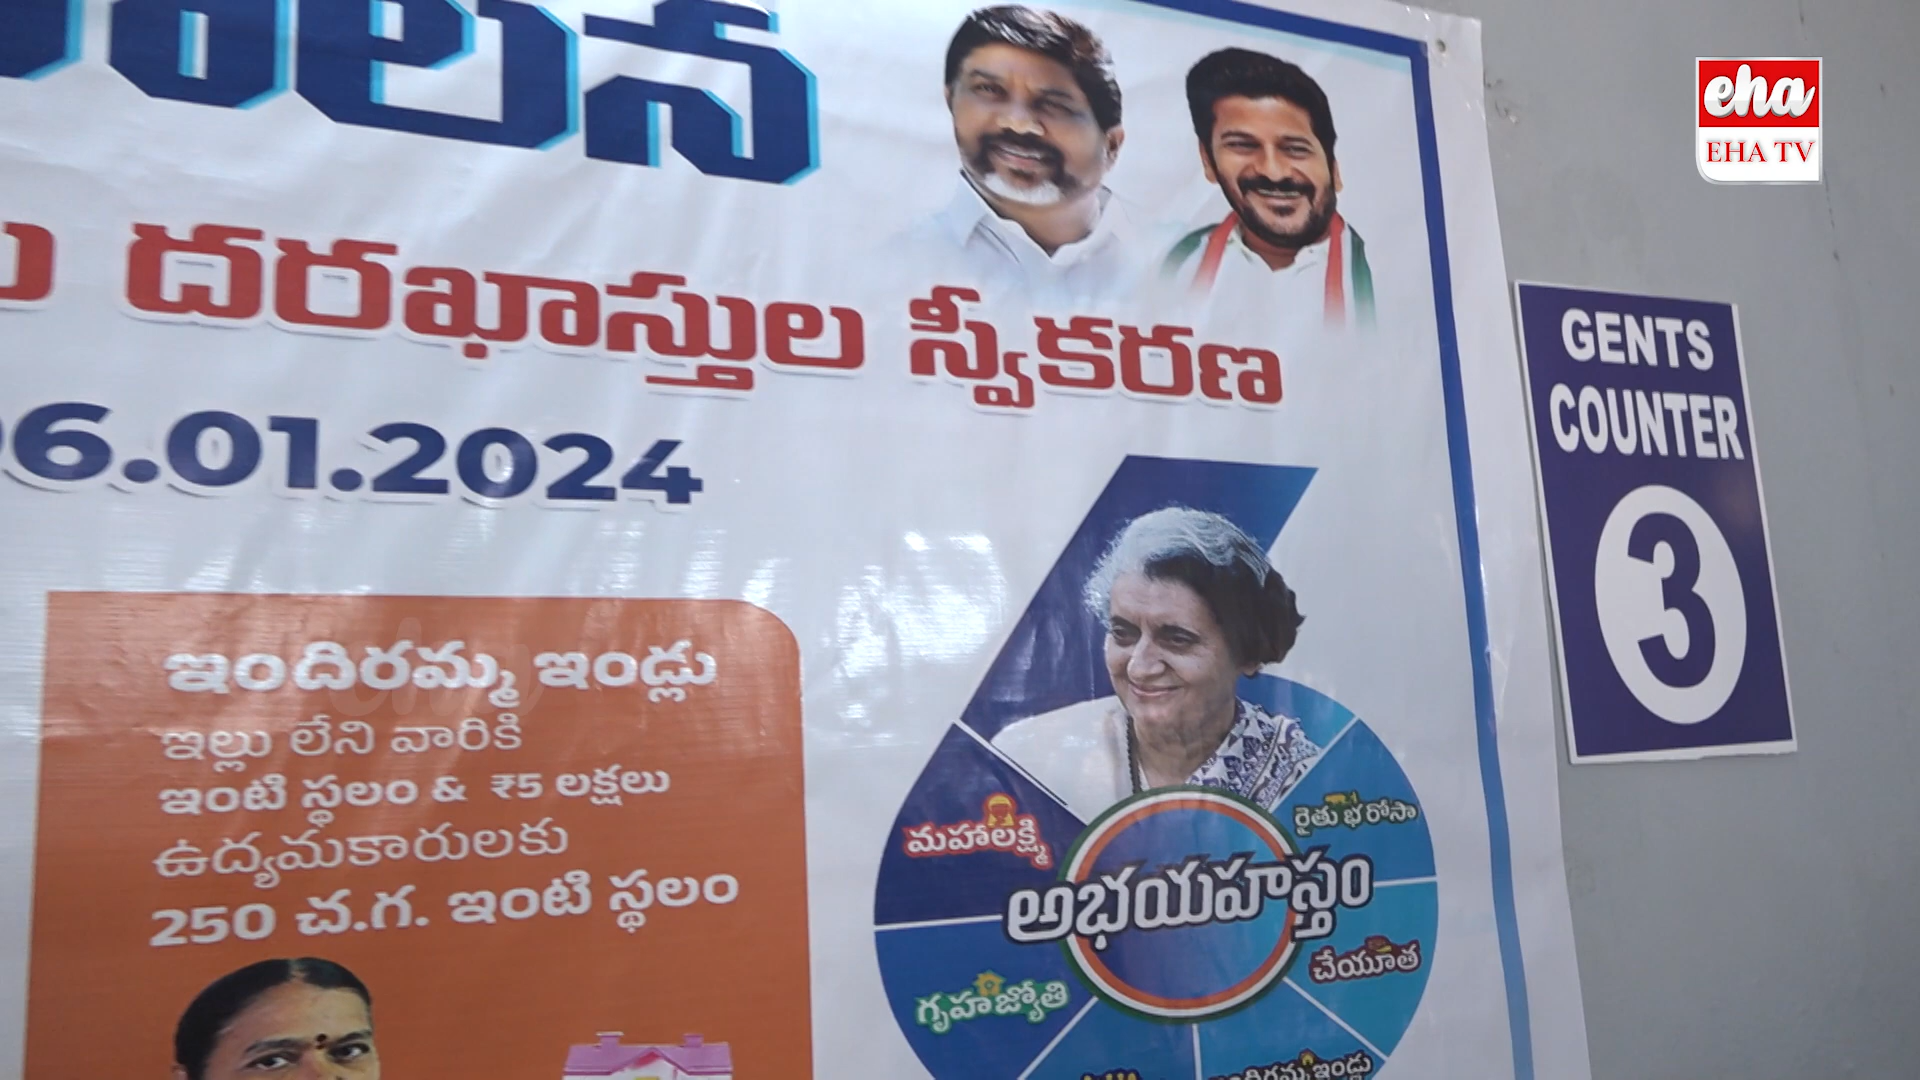 eha
EHA TV
దరఖాస్తుల స్వీకరణ
06.01.2024
GENTS
COUNTER
3
ఇందిరమ్మ ఇండ్లు
ఇల్లు లేని వారికి
ఇంటి స్థలం & ₹5 లక్షలు
ఉద్యమకారులకు
250 చ.గ. ఇంటి స్థలం
మహాలక్ష్మి
రైతు భరోసా
అభయహస్తం
చేయూత
గృహజ్యోతి
ఇందిరమ్మ ఇండ్లు